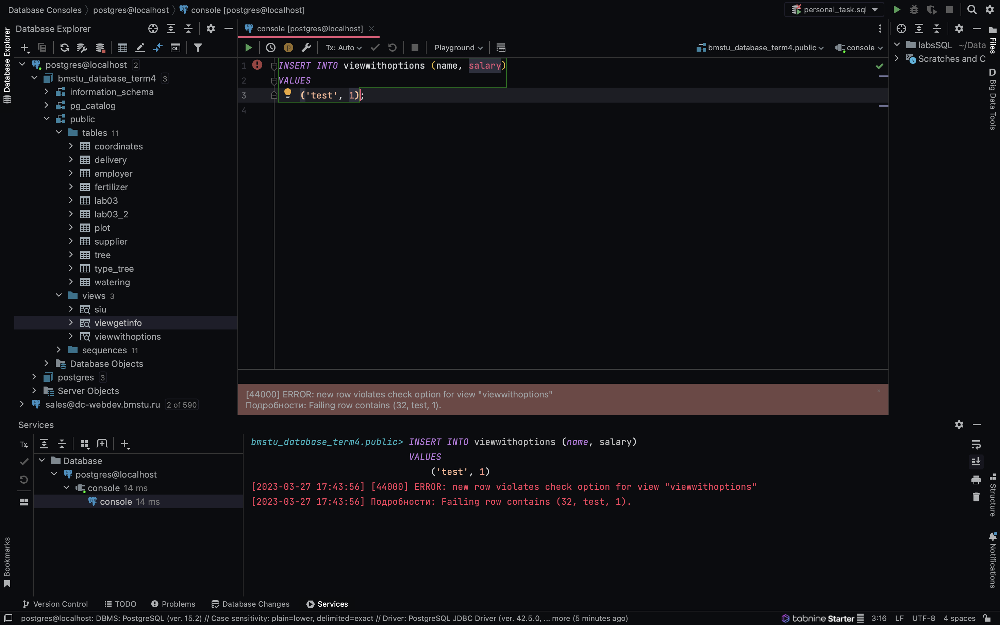 Database Consoles postgres@localhost console [postgres@localhost]
personal_task.sql
Database Explorer
Database Explorer
console [postgres@localhost]
Tx: Auto
Playground
bmstu_database_term4.public
console
postgres@localhost 2
bmstu_database_term4 3
information_schema
pg_catalog
public
tables 11
coordinates
delivery
employer
fertilizer
lab03
lab03_2
plot
supplier
tree
type_tree
watering
views 3
siu
viewgetinfo
viewwithoptions
sequences 11
Database Objects
postgres 3
Server Objects
sales@dc-webdev.bmstu.ru 2 of 590
1 INSERT INTO viewwithoptions (name, salary)
2 VALUES
3 ('test', 1);
4
labsSQL ~/Data
Scratches and C
Files
D Big Data Tools
[44000] ERROR: new row violates check option for view "viewwithoptions"
Подробности: Failing row contains (32, test, 1).
Services
Tx
Database
postgres@localhost
console 14 ms
console 14 ms
bmstu_database_term4.public> INSERT INTO viewwithoptions (name, salary)
VALUES
('test', 1)
[2023-03-27 17:43:56] [44000] ERROR: new row violates check option for view "viewwithoptions"
[2023-03-27 17:43:56] Подробности: Failing row contains (32, test, 1).
Structure
Notifications
Bookmarks
Version Control TODO Problems Database Changes Services
postgres@localhost: DBMS: PostgreSQL (ver. 15.2) // Case sensitivity: plain=lower, delimited=exact // Driver: PostgreSQL JDBC Driver (ver. 42.5.0, ... more (5 minutes ago)
tabnine Starter 3:16 LF UTF-8 4 spaces